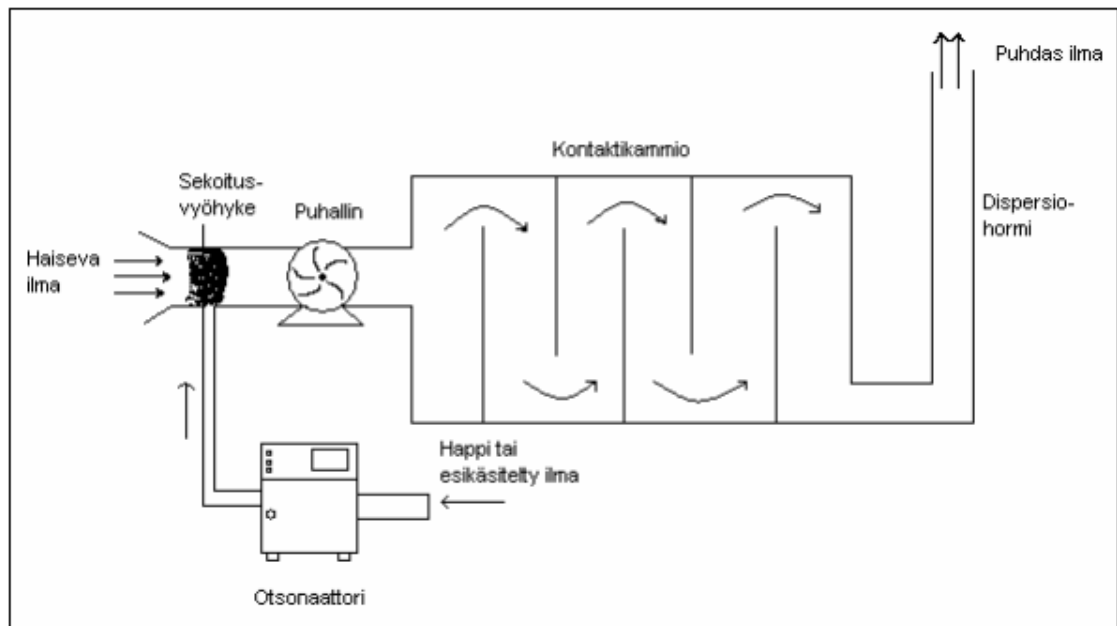 Puhdas ilma
Kontaktikammio
Sekoitus-
vyöhyke
Puhallin
Dispersio-
hormi
Haiseva
ilma
Happi tai
esikäsitelty ilma
Otsonaattori